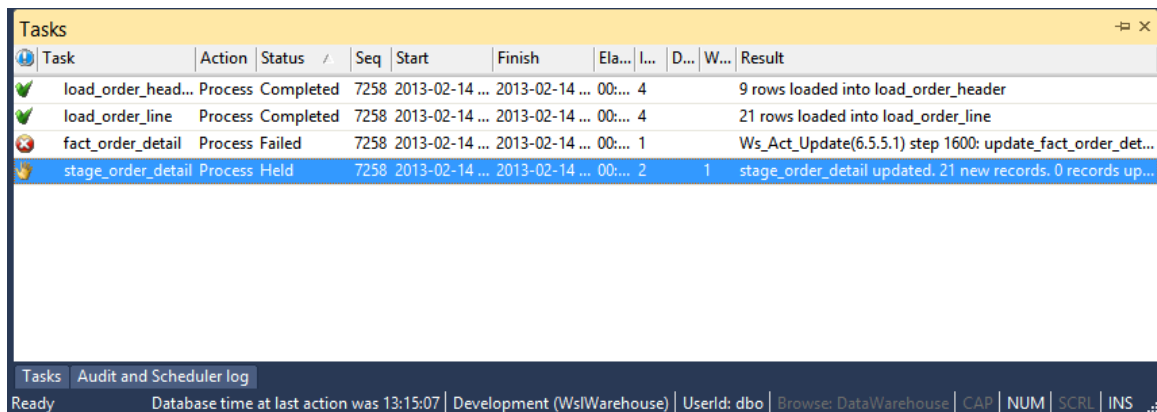 Tasks
Task Action Status Seq Start Finish Ela... I... D... W... Result
load_order_head... Process Completed 7258 2013-02-14 ... 2013-02-14 ... 00:... 4 9 rows loaded into load_order_header
load_order_line Process Completed 7258 2013-02-14 ... 2013-02-14 ... 00:... 4 21 rows loaded into load_order_line
fact_order_detail Process Failed 7258 2013-02-14 ... 2013-02-14 ... 00:... 1 Ws_Act_Update(6.5.5.1) step 1600: update_fact_order_det...
stage_order_detail Process Held 7258 2013-02-14 ... 2013-02-14 ... 00:... 2 1 stage_order_detail updated. 21 new records. 0 records up...
Tasks Audit and Scheduler log
Ready Database time at last action was 13:15:07 Development (WslWarehouse) UserId: dbo Browse: DataWarehouse CAP NUM SCRL INS